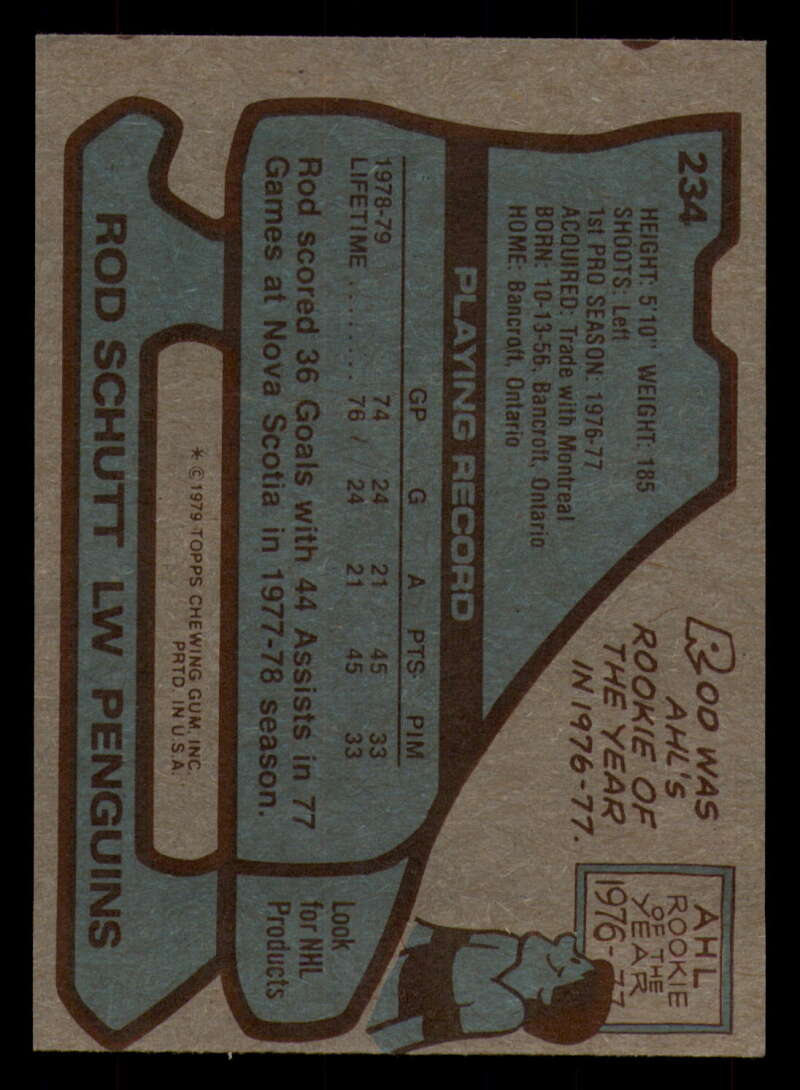 234
HEIGHT: 5'10" WEIGHT: 185
SHOOTS: Left
1st PRO SEASON: 1976-77
ACQUIRED: Trade with Montreal
BORN: 10-13-56, Bancroft, Ontario
HOME: Bancroft, Ontario
ROD WAS
AHL'S
ROOKIE OF
THE YEAR
IN 1976-77.
AHL
ROOKIE
OF THE
YEAR
1976-77
PLAYING RECORD
GP G A PTS PIM
1978-79 74 24 21 45 33
LIFETIME ......... 76 24 21 45 33
Rod scored 36 Goals with 44 Assists in 77
Games at Nova Scotia in 1977-78 season.
Look
for NHL
Products
* © 1979 TOPPS CHEWING GUM, INC.
PRTD. IN U.S.A.
ROD SCHUTT LW PENGUINS